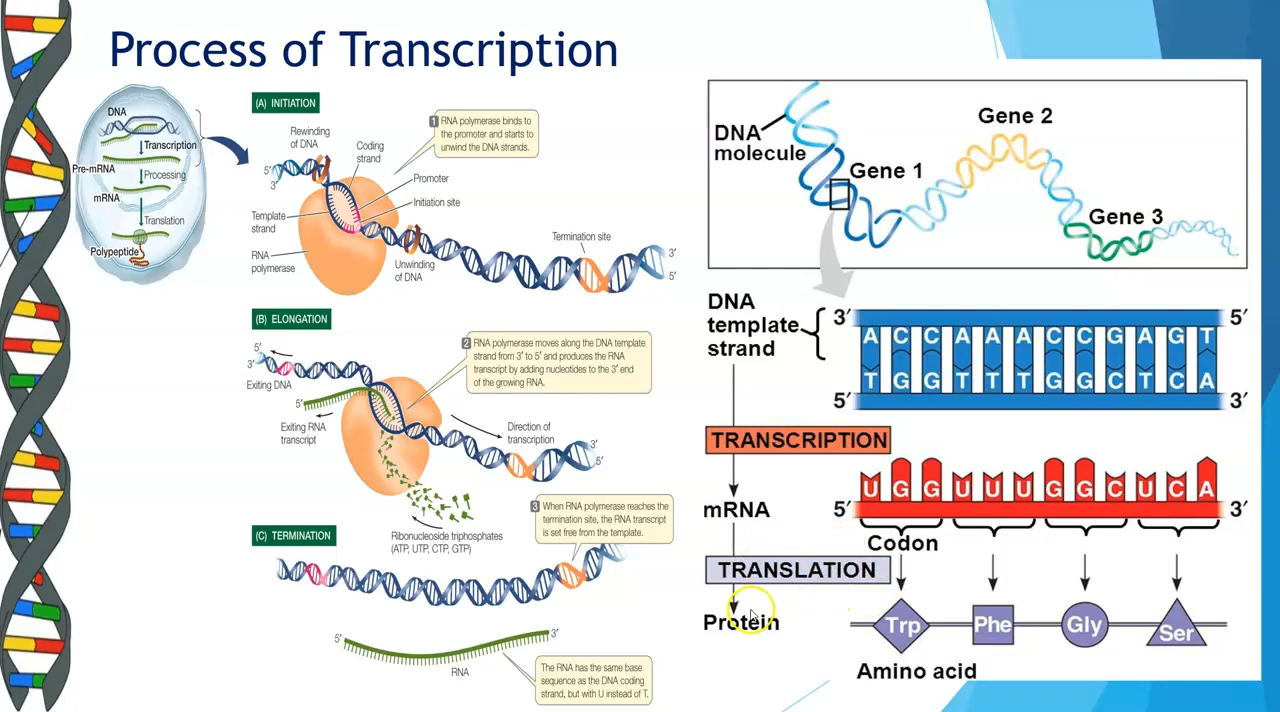 Process of Transcription
DNA
Transcription
Pre-mRNA
Processing
mRNA
Translation
Polypeptide
(A) INITIATION
1 RNA polymerase binds to
the promoter and starts to
unwind the DNA strands.
Rewinding
of DNA
Coding
strand
5′
3′
Promoter
Initiation site
Template
strand
RNA
polymerase
Unwinding
of DNA
Termination site
3′
5′
(B) ELONGATION
2 RNA polymerase moves along the DNA template
strand from 3′ to 5′ and produces the RNA
transcript by adding nucleotides to the 3′ end
of the growing RNA.
5′
3′
Exiting DNA
5′
Exiting RNA
transcript
Direction of
transcription
3′
5′
Ribonucleoside triphosphates
(ATP, UTP, CTP, GTP)
3 When RNA polymerase reaches the
termination site, the RNA transcript
is set free from the template.
(C) TERMINATION
5′
3′
RNA
The RNA has the same base
sequence as the DNA coding
strand, but with U instead of T.
DNA
molecule
Gene 1
Gene 2
Gene 3
DNA
template
strand
3′ 5′
A C C A A A C C G A G T
T G G T T T G G C T C A
5′ 3′
TRANSCRIPTION
U G G U U U G G C U C A
mRNA 5′ 3′
Codon
TRANSLATION
Protein
Trp Phe Gly Ser
Amino acid